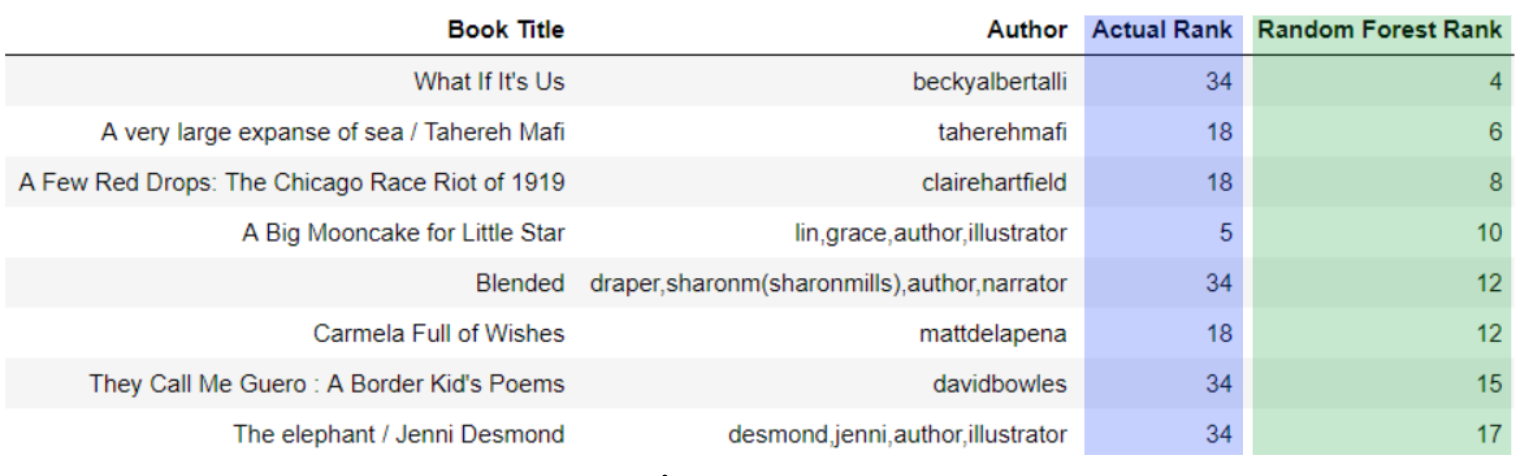 Book Title Author Actual Rank Random Forest Rank
What If It's Us beckyalbertalli 34 4
A very large expanse of sea / Tahereh Mafi taherehmafi 18 6
A Few Red Drops: The Chicago Race Riot of 1919 clairehartfield 18 8
A Big Mooncake for Little Star lin,grace,author,illustrator 5 10
Blended draper,sharonm(sharonmills),author,narrator 34 12
Carmela Full of Wishes mattdelapena 18 12
They Call Me Guero : A Border Kid's Poems davidbowles 34 15
The elephant / Jenni Desmond desmond,jenni,author,illustrator 34 17